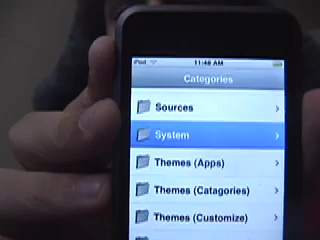 iPod 11:48 AM
Categories
Sources
System
Themes (Apps)
Themes (Catagories)
Themes (Customize)